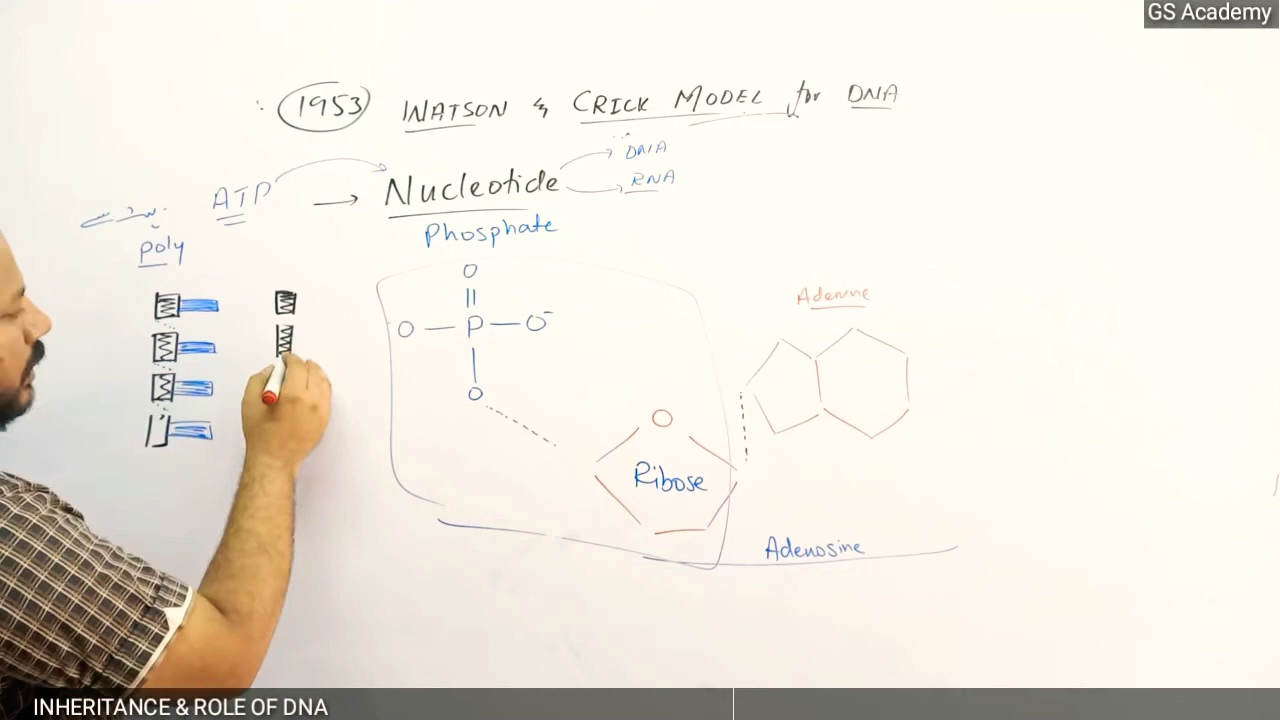 GS Academy
1953 WATSON & CRICK MODEL for DNA
DNA
ATP → Nucleotide
RNA
Phosphate
poly
O
Adenine
O P O-
O
O
Ribose
Adenosine
INHERITANCE & ROLE OF DNA